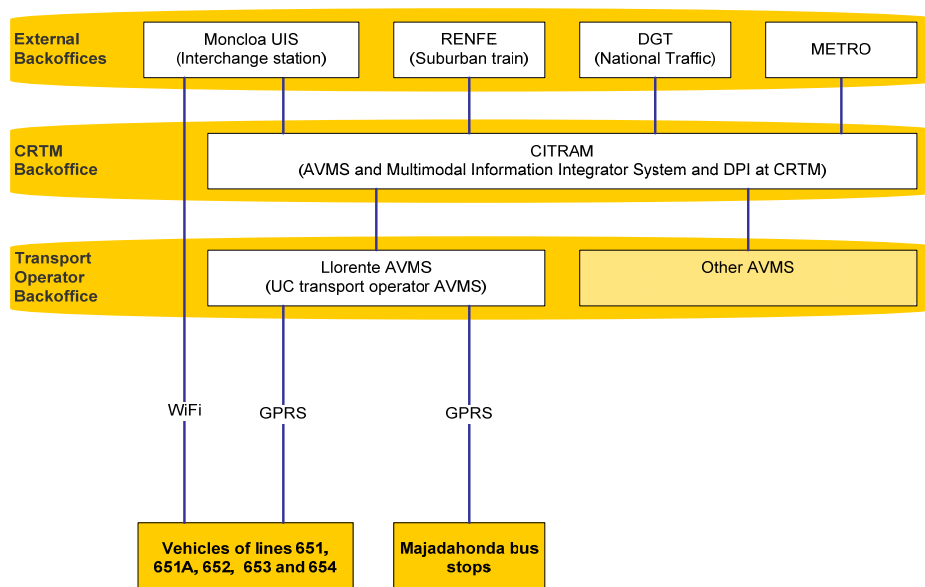 External
Backoffices
Moncloa UIS
(Interchange station)
RENFE
(Suburban train)
DGT
(National Traffic)
METRO
CRTM
Backoffice
CITRAM
(AVMS and Multimodal Information Integrator System and DPI at CRTM)
Transport
Operator
Backoffice
Llorente AVMS
(UC transport operator AVMS)
Other AVMS
WiFi
GPRS
GPRS
Vehicles of lines 651,
651A, 652, 653 and 654
Majadahonda bus
stops